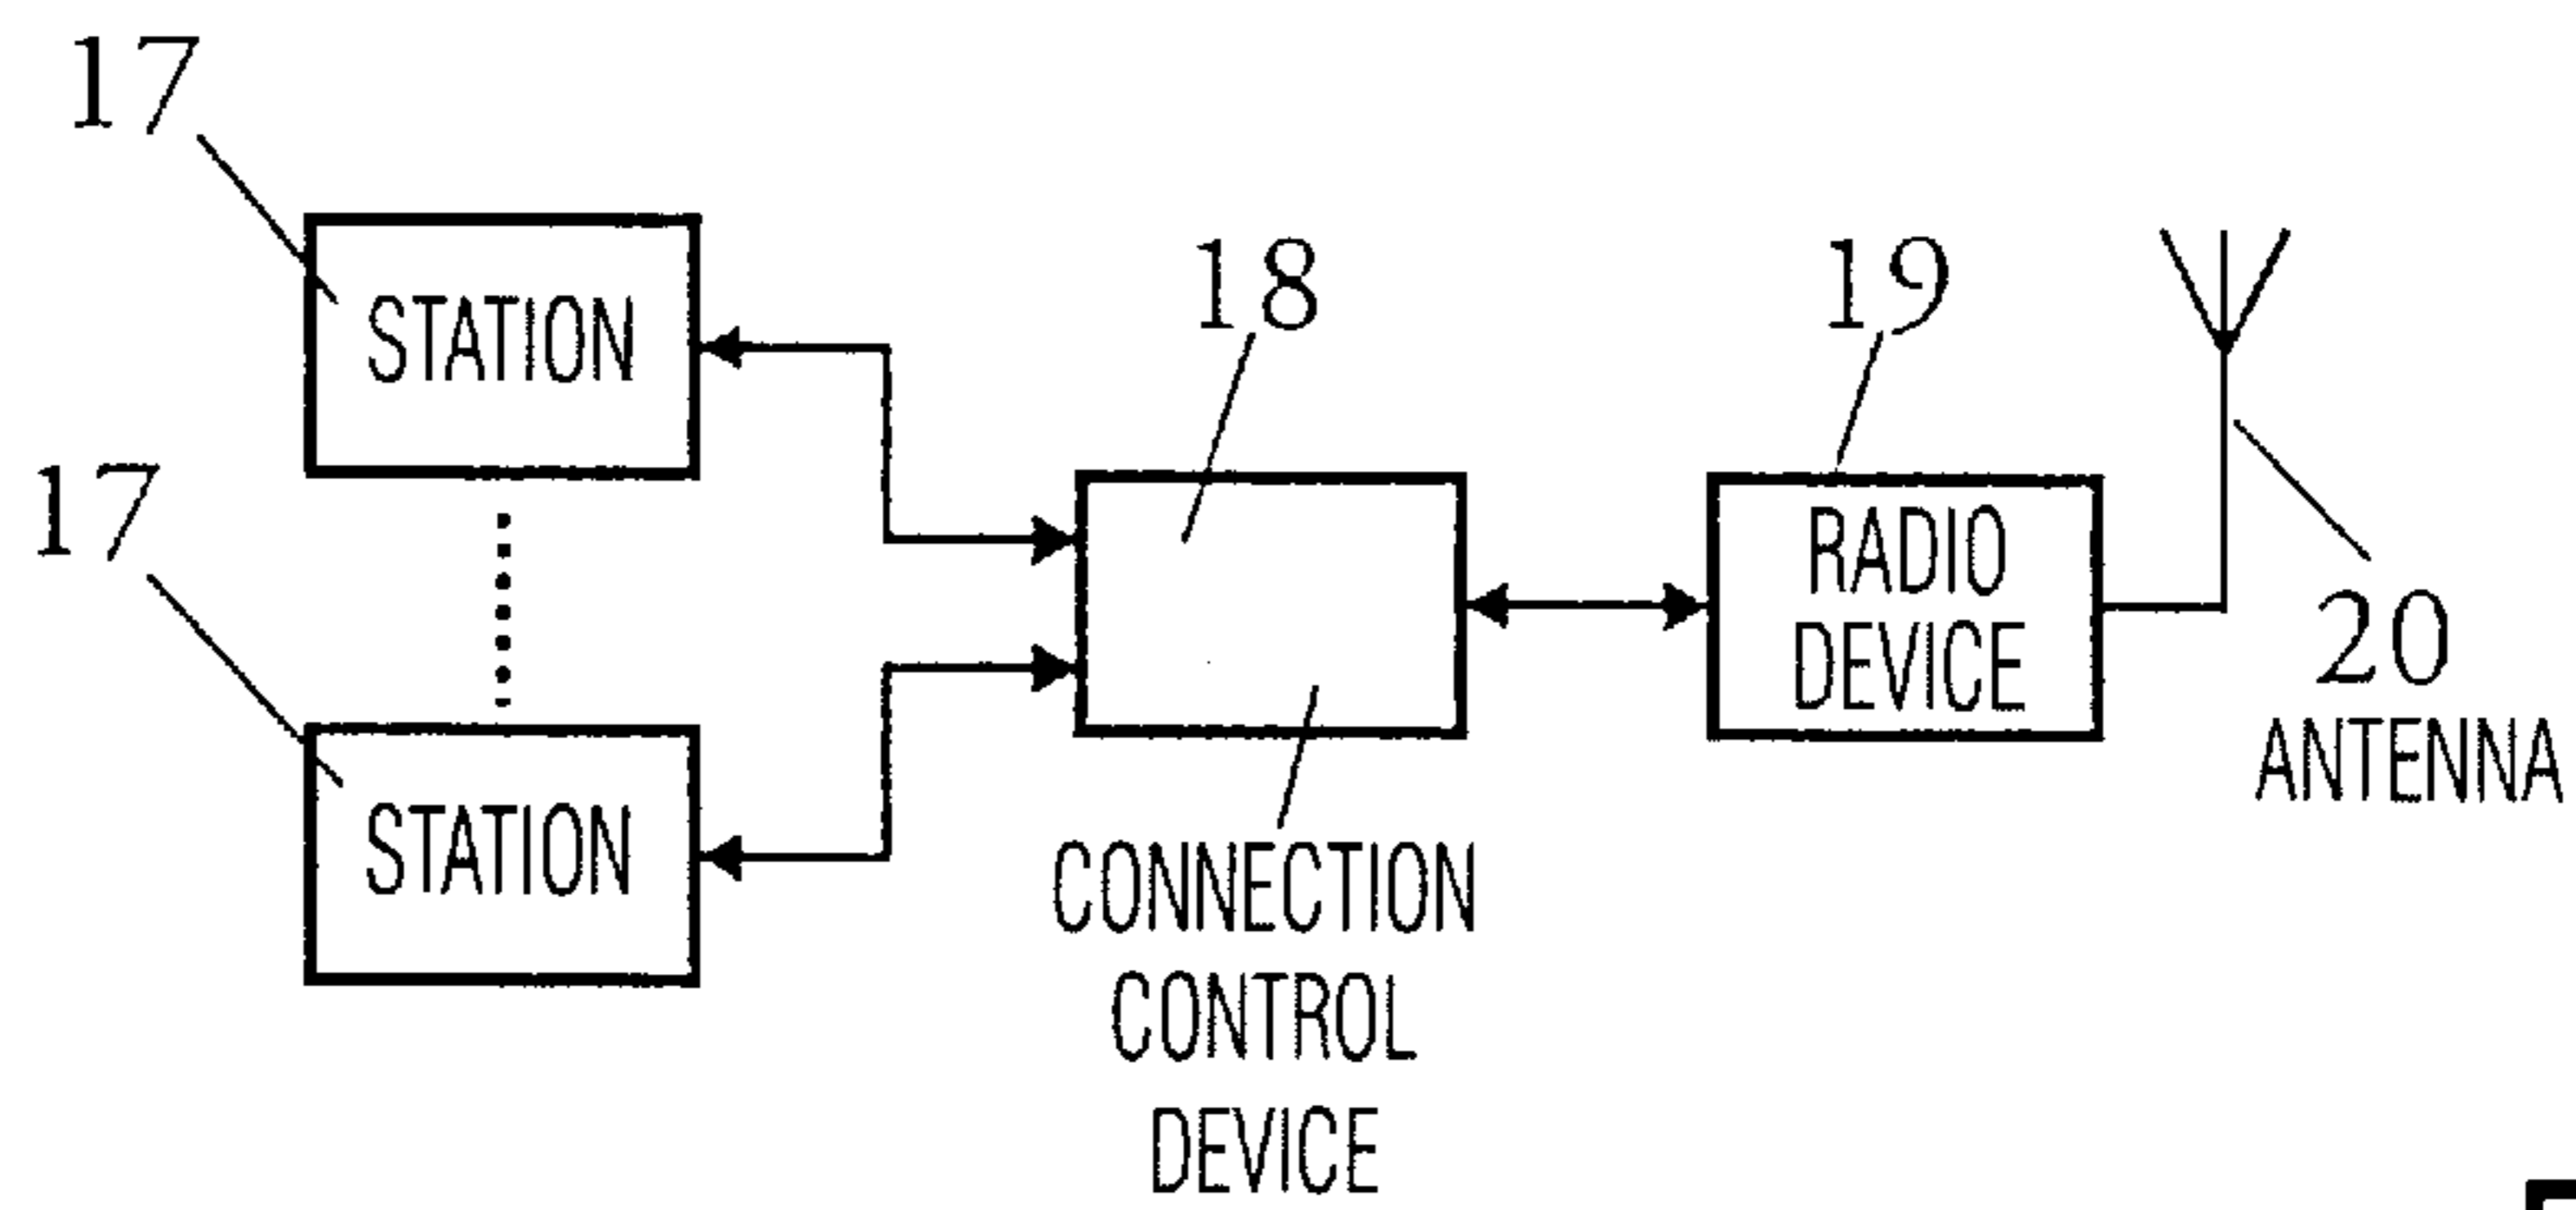 17
STATION
17
STATION
18
CONNECTION
CONTROL
DEVICE
19
RADIO
DEVICE
20
ANTENNA